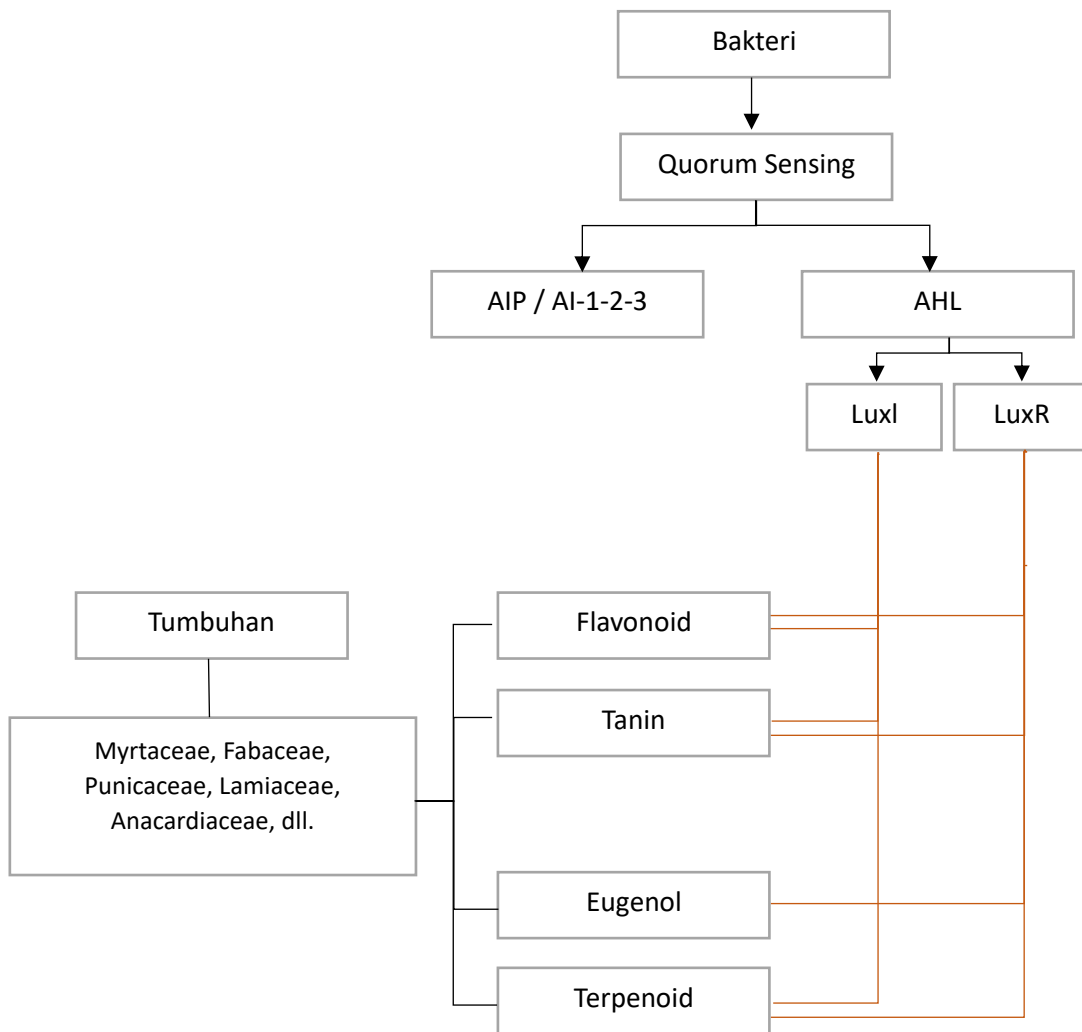 Bakteri
Quorum Sensing
AIP / AI-1-2-3
AHL
LuxI
LuxR
Tumbuhan
Flavonoid
Tanin
Myrtaceae, Fabaceae,
Punicaceae, Lamiaceae,
Anacardiaceae, dll.
Eugenol
Terpenoid